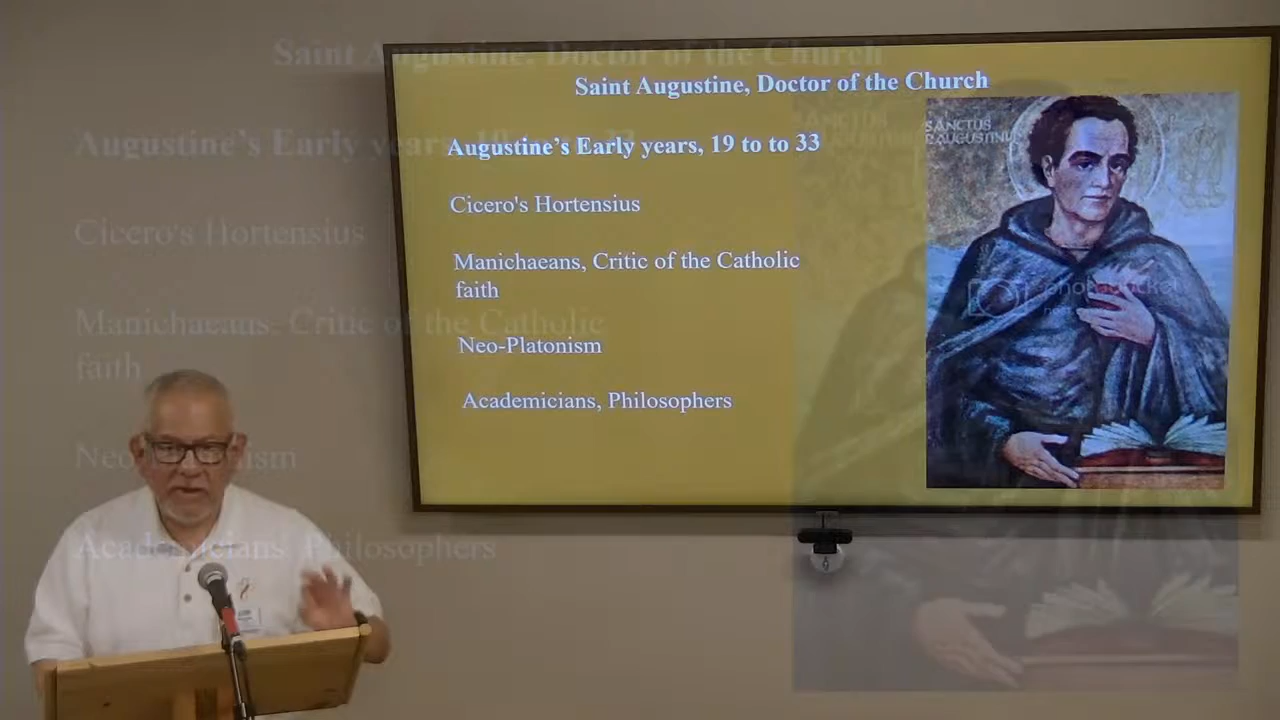 Saint Augustine, Doctor of the Church
Augustine's Early years, 19 to to 33
Cicero's Hortensius
Manichaeans, Critic of the Catholic
faith
Neo-Platonism
Academicians, Philosophers
SANCTUS